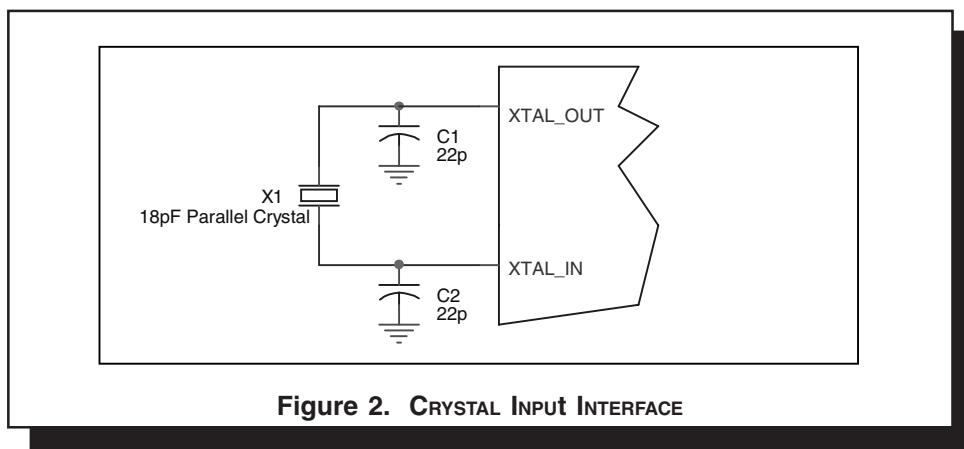 XTAL_OUT
C1
22p
X1
18pF Parallel Crystal
XTAL_IN
C2
22p
Figure 2. CRYSTAL INPUt INTERFACE